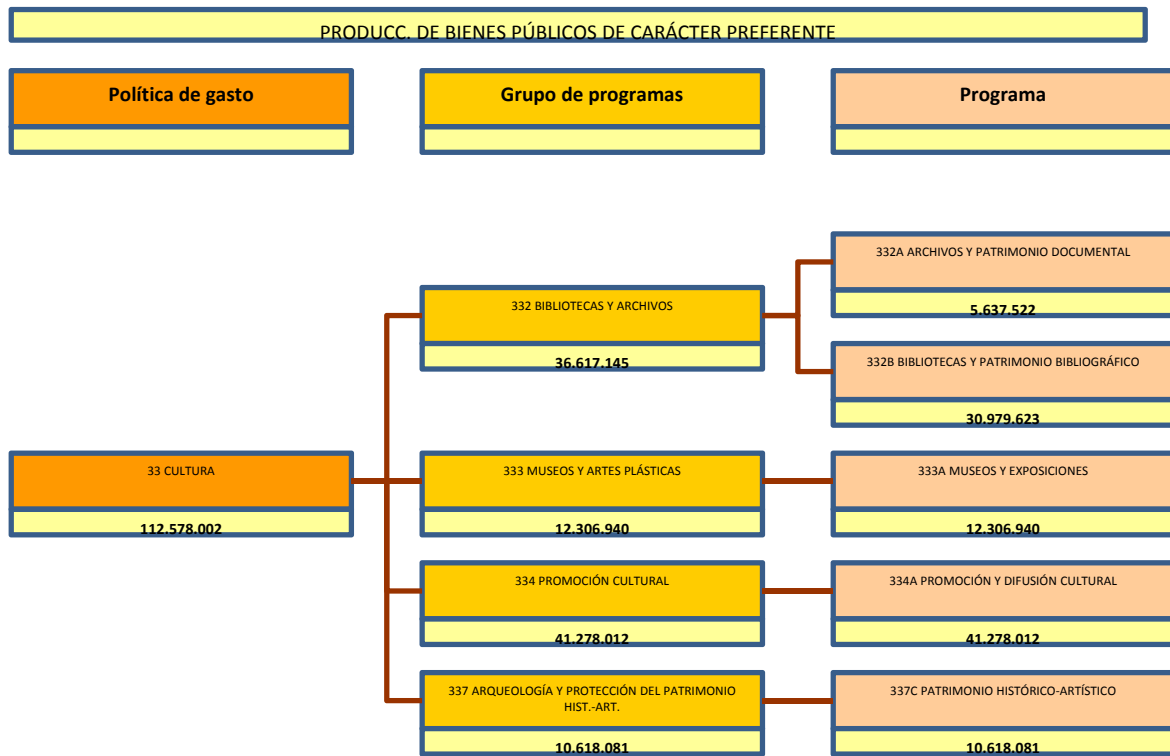 PRODUCC. DE BIENES PÚBLICOS DE CARÁCTER PREFERENTE
Política de gasto
Grupo de programas
Programa
332A ARCHIVOS Y PATRIMONIO DOCUMENTAL
5.637.522
332 BIBLIOTECAS Y ARCHIVOS
36.617.145
332B BIBLIOTECAS Y PATRIMONIO BIBLIOGRÁFICO
30.979.623
33 CULTURA
112.578.002
333 MUSEOS Y ARTES PLÁSTICAS
12.306.940
333A MUSEOS Y EXPOSICIONES
12.306.940
334 PROMOCIÓN CULTURAL
41.278.012
334A PROMOCIÓN Y DIFUSIÓN CULTURAL
41.278.012
337 ARQUEOLOGÍA Y PROTECCIÓN DEL PATRIMONIO
HIST.-ART.
10.618.081
337C PATRIMONIO HISTÓRICO-ARTÍSTICO
10.618.081